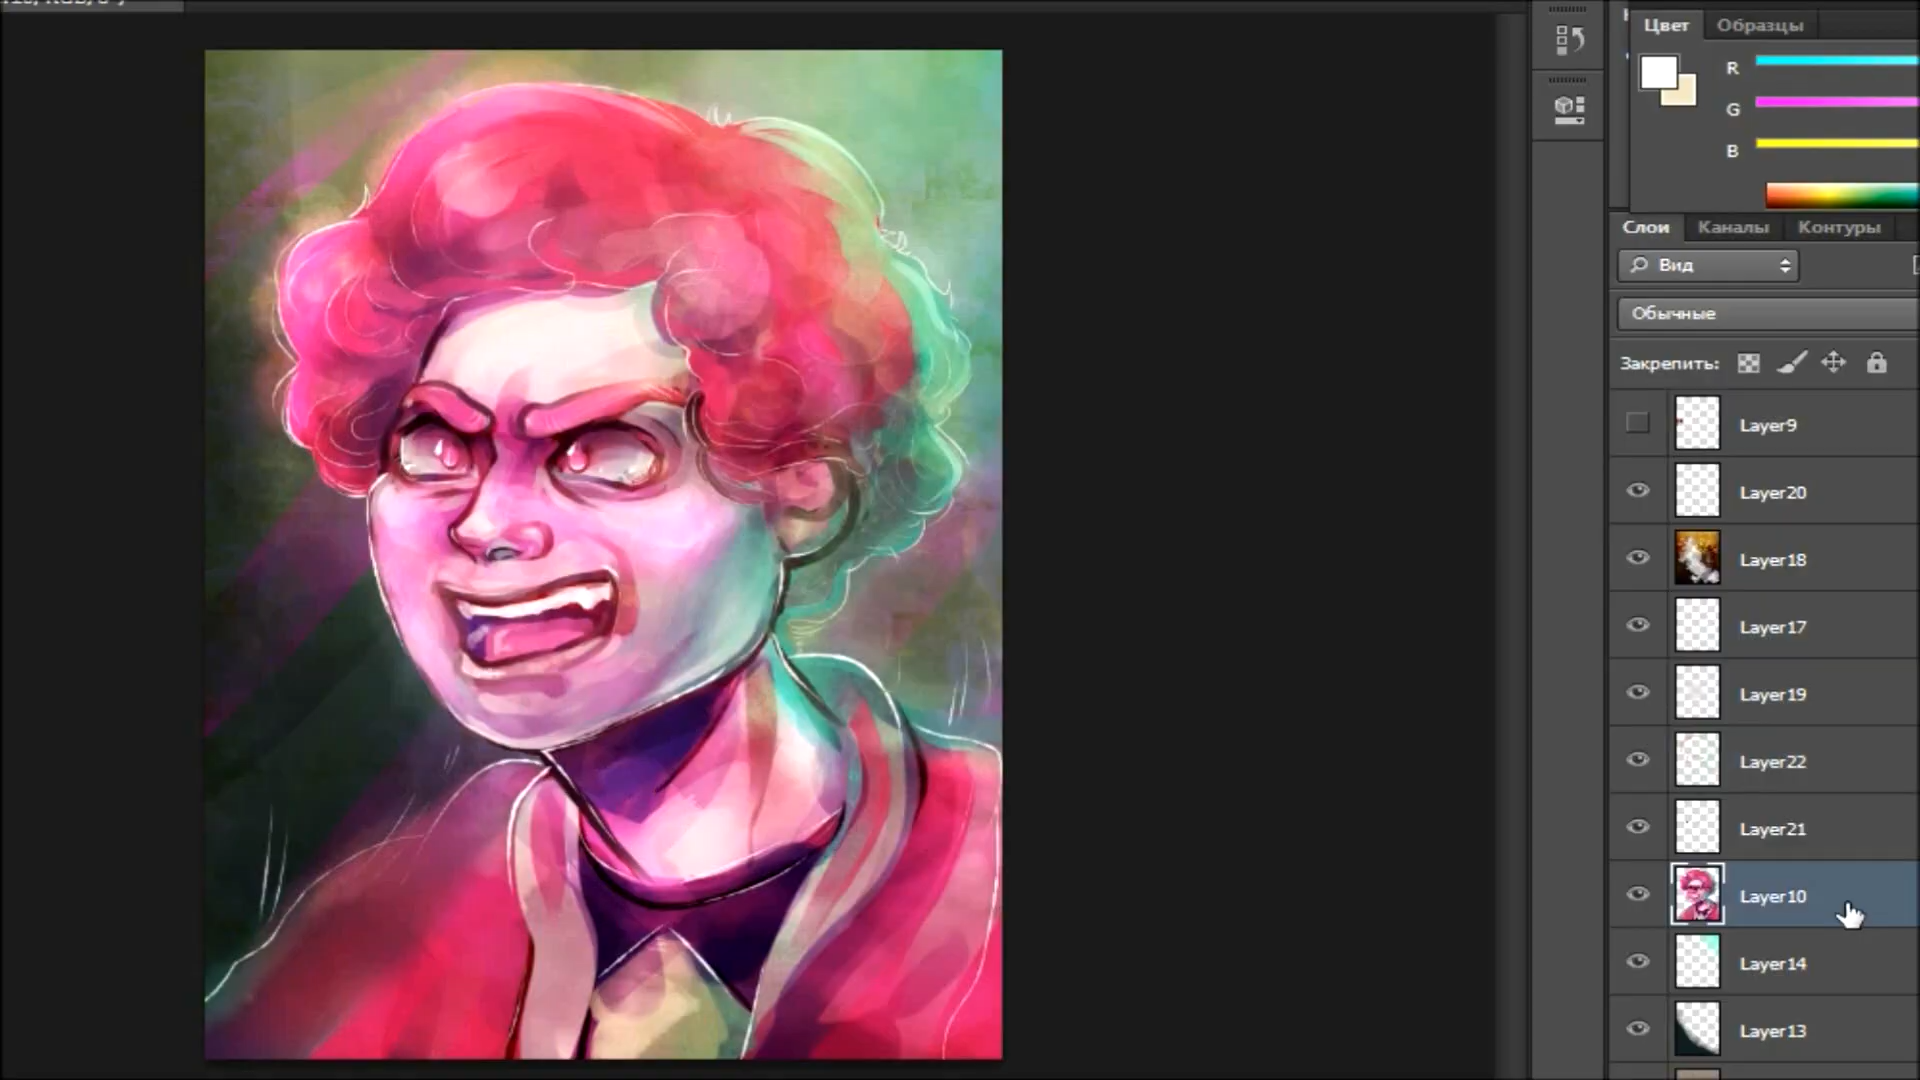 Цвет
Образцы
R
G
B
Слои
Каналы
Контуры
Вид
Обычные
Закрепить:
Layer9
Layer20
Layer18
Layer17
Layer19
Layer22
Layer21
Layer10
Layer14
Layer13